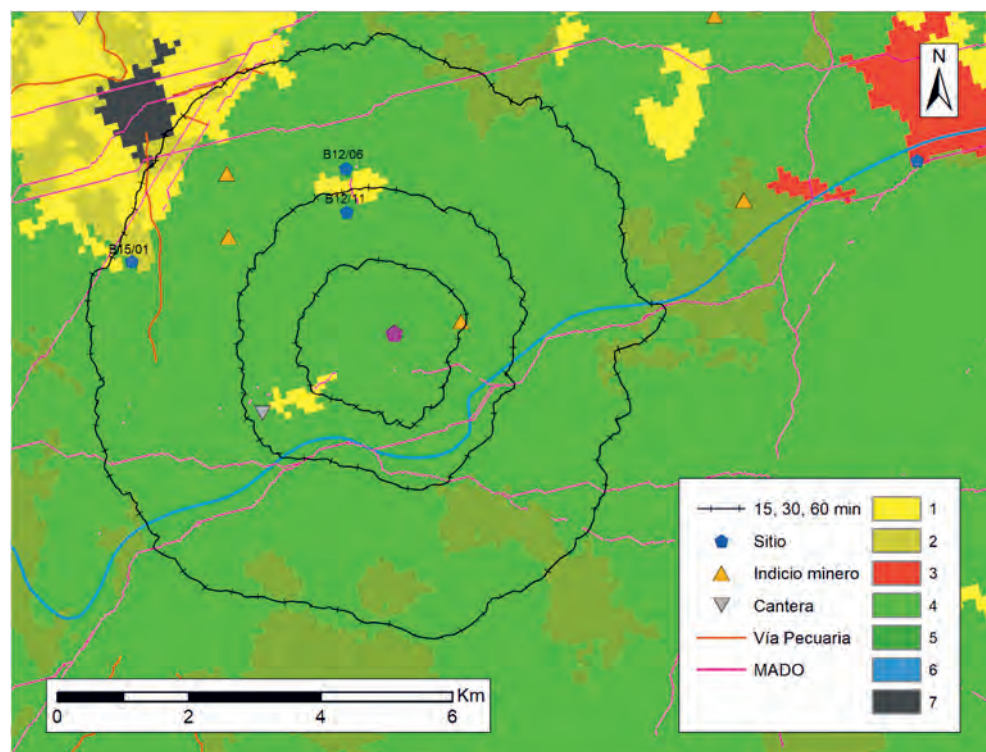 N
B12/06
B12/11
B15/01
15, 30, 60 min
Sitio
Indicio minero
Cantera
Vía Pecuaria
MADO
1
2
3
4
5
6
7
Km
0 2 4 6